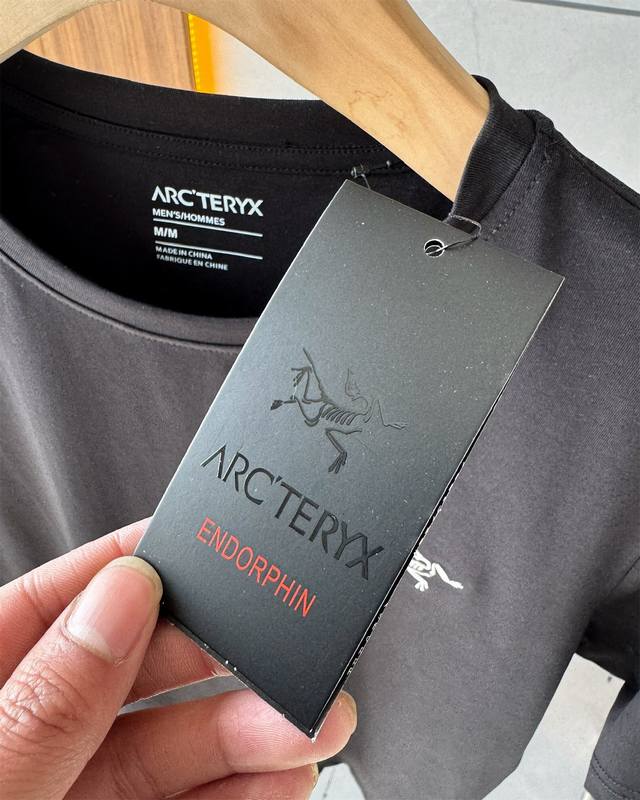 ARC'TERYX
MEN'S/HOMMES
M/M
MADE IN CHINA
FABRIQUE EN CHINE
ARC'TERYX
ENDORPHIN